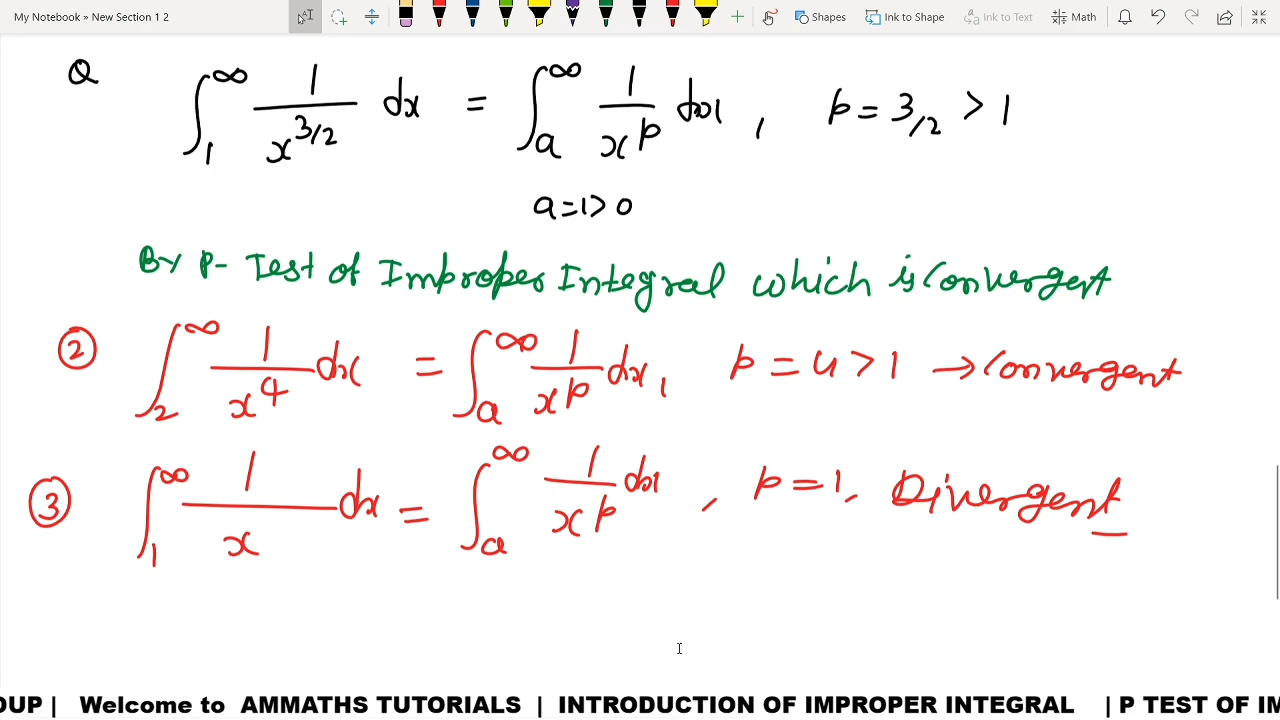 My Notebook » New Section 1 2
Shapes Ink to Shape Ink to Text Math
Q ∫₁^∞ 1/x^{3/2} dx = ∫ₐ^∞ 1/x^p dx, p = 3/2 > 1
a=1>0
By P- Test of Improper Integral which is Convergent
② ∫₂^∞ 1/x^4 dx = ∫ₐ^∞ 1/x^p dx, p = 4 > 1 → Convergent
③ ∫₁^∞ 1/x dx = ∫ₐ^∞ 1/x^p dx, p = 1, Divergent
OUP | Welcome to AMMATHS TUTORIALS | INTRODUCTION OF IMPROPER INTEGRAL | P TEST OF IM